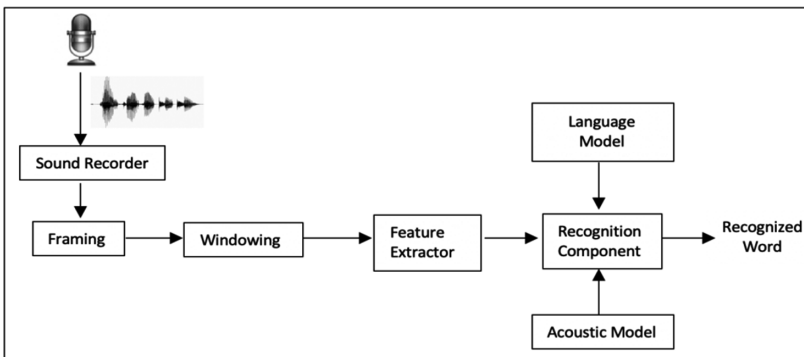 Sound Recorder
Framing
Windowing
Feature
Extractor
Language
Model
Recognition
Component
Acoustic Model
Recognized
Word